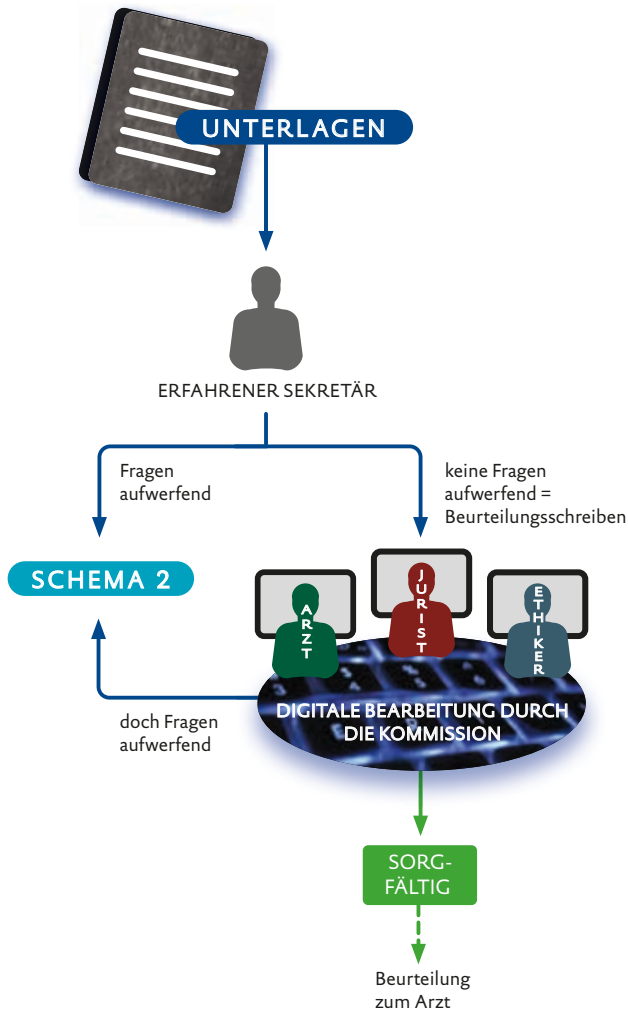 UNTERLAGEN
ERFAHRENER SEKRETÄR
Fragen
aufwerfend
keine Fragen
aufwerfend =
Beurteilungsschreiben
SCHEMA 2
ARZT
JURIST
ETHIKER
DIGITALE BEARBEITUNG DURCH
DIE KOMMISSION
doch Fragen
aufwerfend
SORG-
FÄLTIG
Beurteilung
zum Arzt